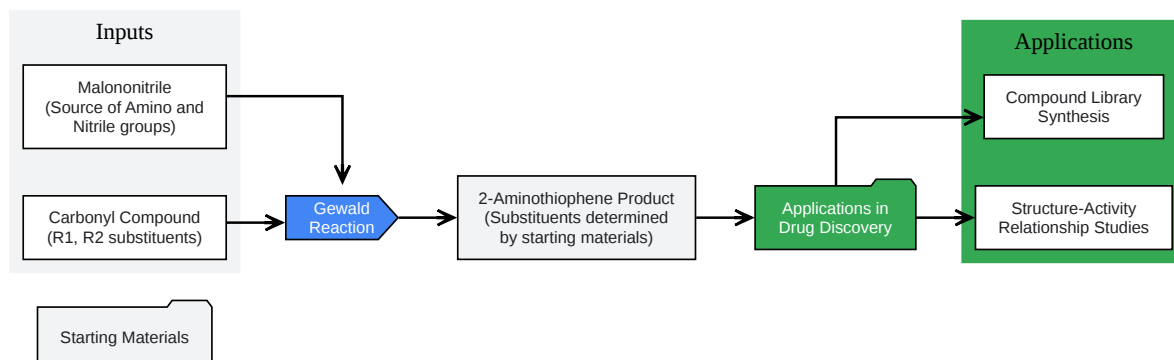 Inputs
Malononitrile
(Source of Amino and
Nitrile groups)
Carbonyl Compound
(R1, R2 substituents)
Gewald
Reaction
2-Aminothiophene Product
(Substituents determined
by starting materials)
Applications in
Drug Discovery
Applications
Compound Library
Synthesis
Structure-Activity
Relationship Studies
Starting Materials